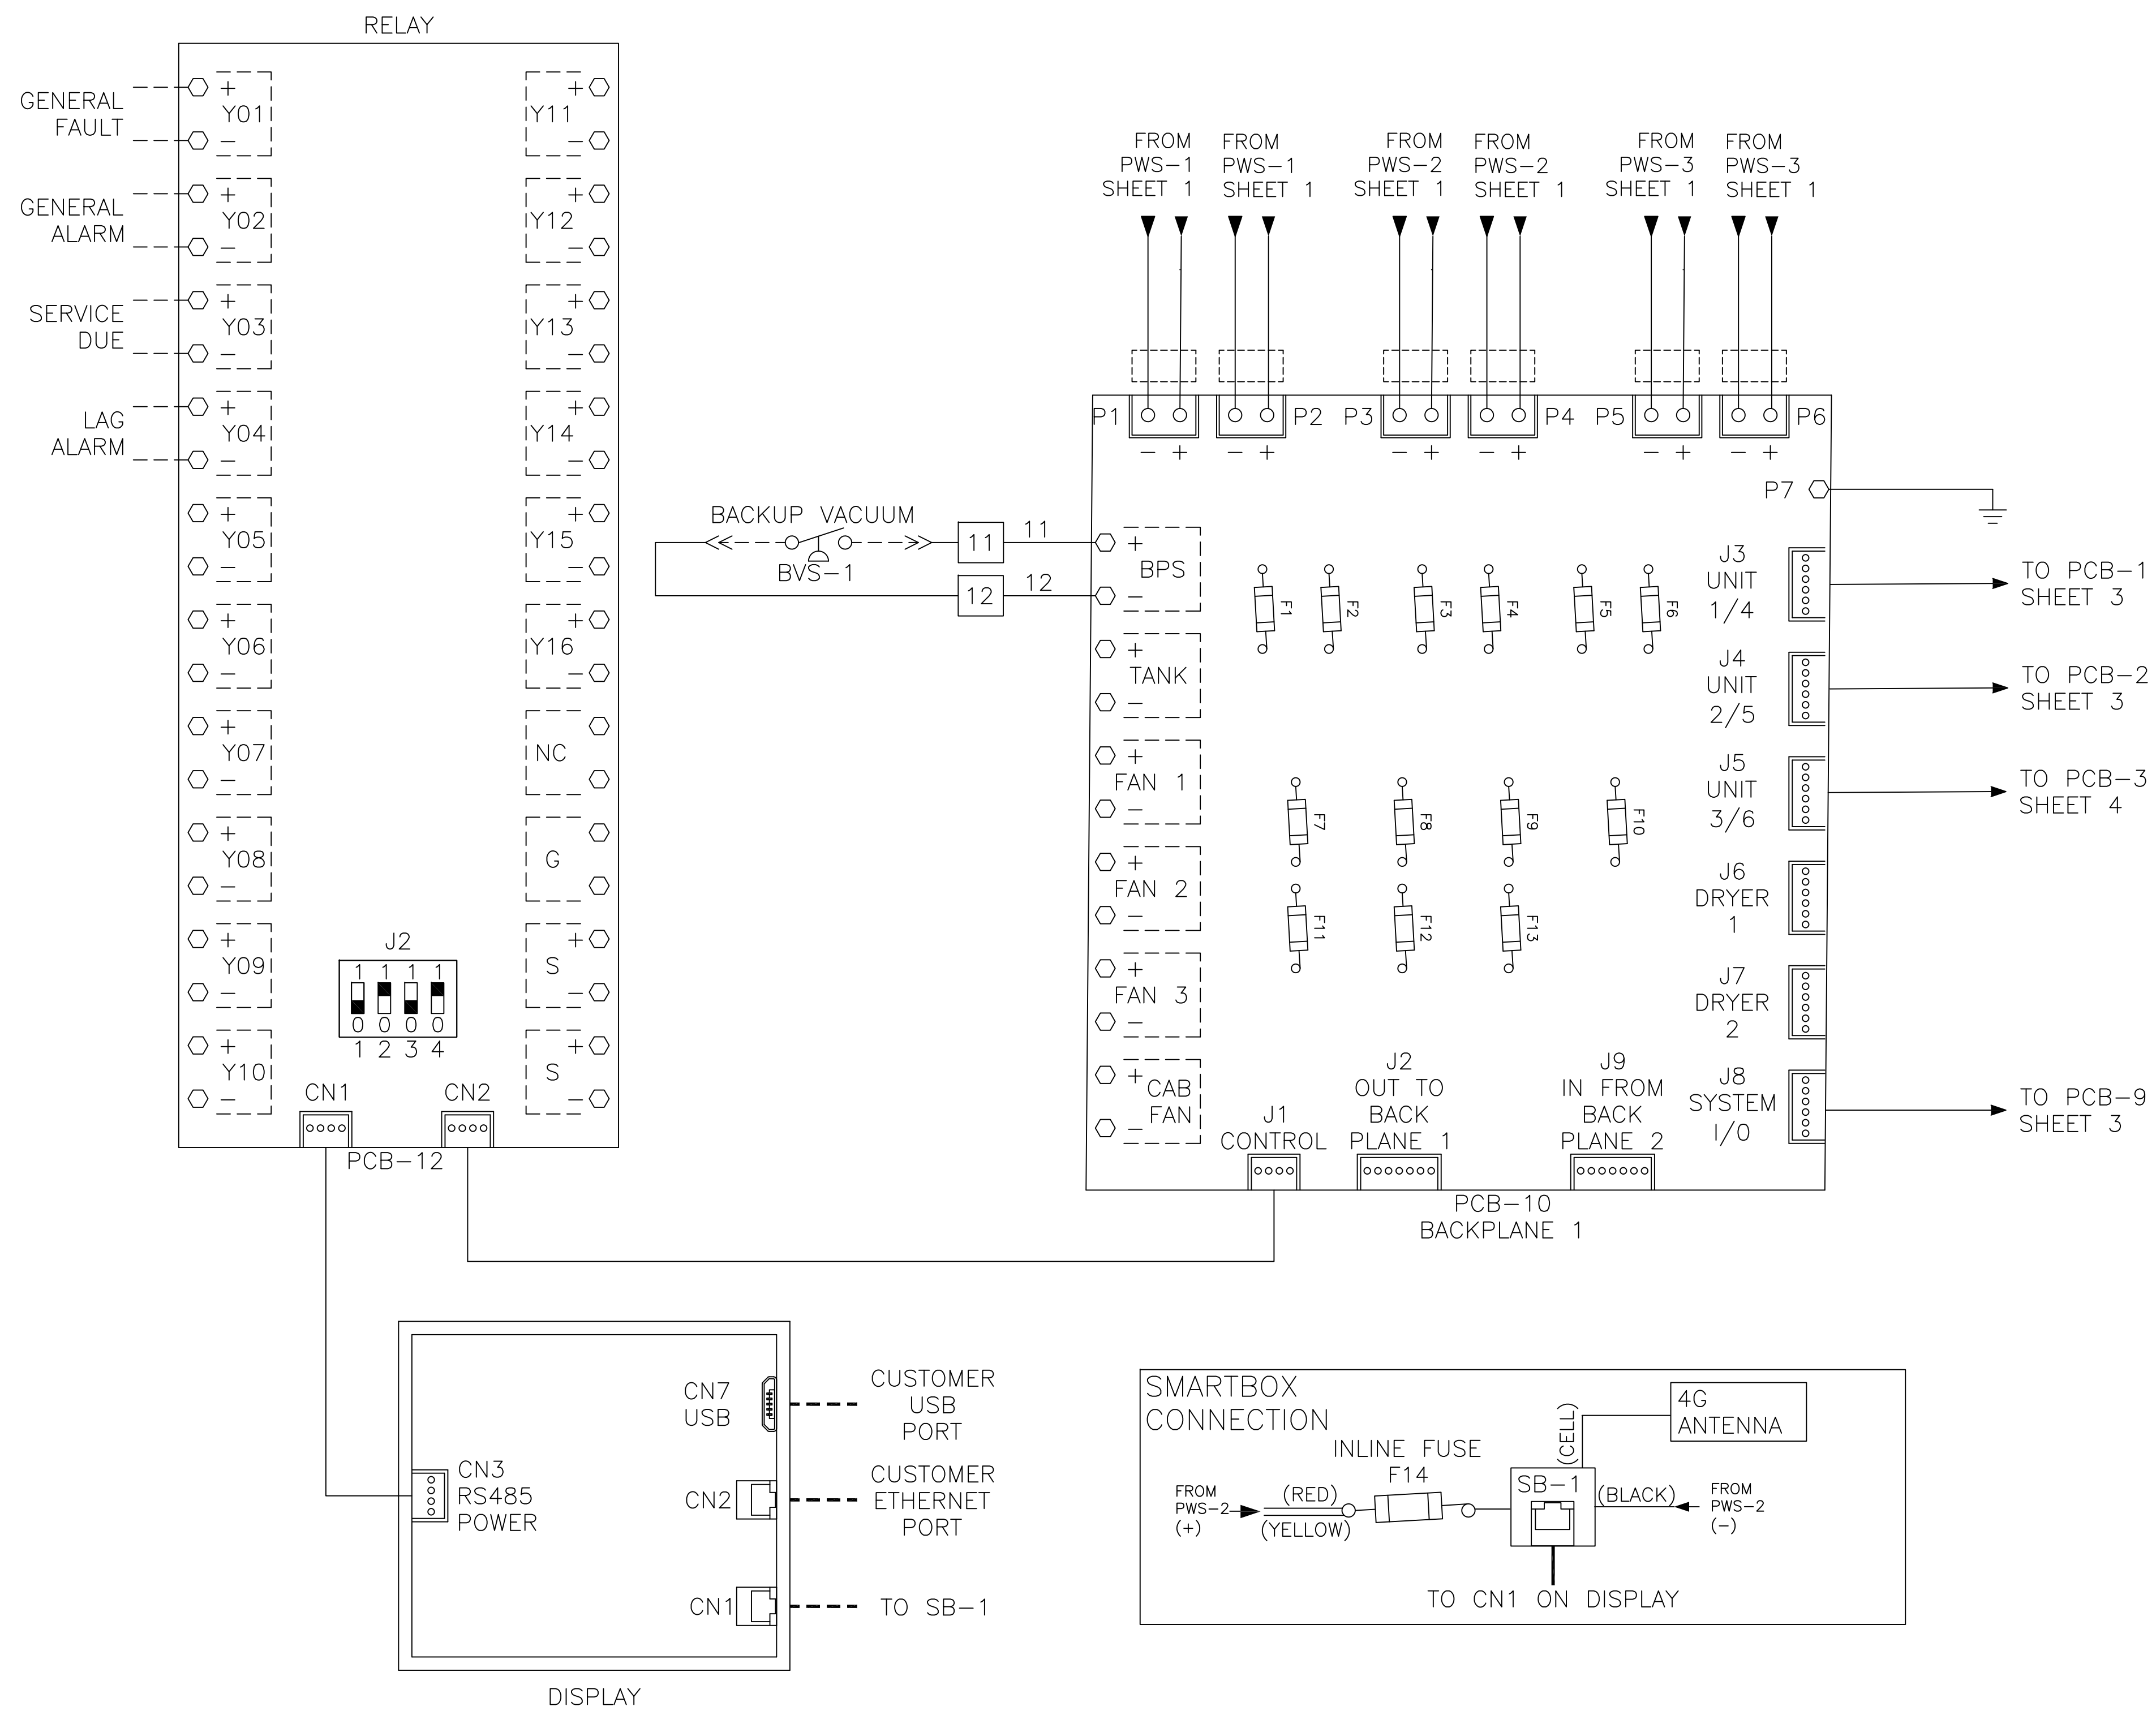 RELAY
GENERAL
FAULT
GENERAL
ALARM
SERVICE
DUE
LAG
ALARM
+
Y01
−
+
Y02
−
+
Y03
−
+
Y04
−
+
Y05
−
+
Y06
−
+
Y07
−
+
Y08
−
+
Y09
−
+
Y10
−
+
Y11
−
+
Y12
−
+
Y13
−
+
Y14
−
+
Y15
−
+
Y16
−
NC
G
+
S
−
+
S
−
J2
1 1 1 1
0 0 0 0
1 2 3 4
CN1
CN2
PCB−12
BACKUP VACUUM
BVS−1
11
11
12
12
FROM
PWS−1
SHEET 1
FROM
PWS−1
SHEET 1
FROM
PWS−2
SHEET 1
FROM
PWS−2
SHEET 1
FROM
PWS−3
SHEET 1
FROM
PWS−3
SHEET 1
P1
P2
P3
P4
P5
P6
− +
− +
− +
− +
− +
− +
P7
+
BPS
−
+
TANK
−
+
FAN 1
−
+
FAN 2
−
+
FAN 3
−
+
CAB
FAN
−
F1
F2
F3
F4
F5
F6
F7
F8
F9
F10
F11
F12
F13
J3
UNIT
1/4
J4
UNIT
2/5
J5
UNIT
3/6
J6
DRYER
1
J7
DRYER
2
J8
SYSTEM
I/O
TO PCB−1
SHEET 3
TO PCB−2
SHEET 3
TO PCB−3
SHEET 4
TO PCB−9
SHEET 3
J1
CONTROL
J2
OUT TO
BACK
PLANE 1
J9
IN FROM
BACK
PLANE 2
PCB−10
BACKPLANE 1
CN7
USB
CN3
RS485
POWER
CN2
CN1
CUSTOMER
USB
PORT
CUSTOMER
ETHERNET
PORT
TO SB−1
DISPLAY
SMARTBOX
CONNECTION
4G
ANTENNA
(CELL)
INLINE FUSE
F14
FROM
PWS−2
(+)
(RED)
(YELLOW)
SB−1
(BLACK)
FROM
PWS−2
(−)
TO CN1 ON DISPLAY